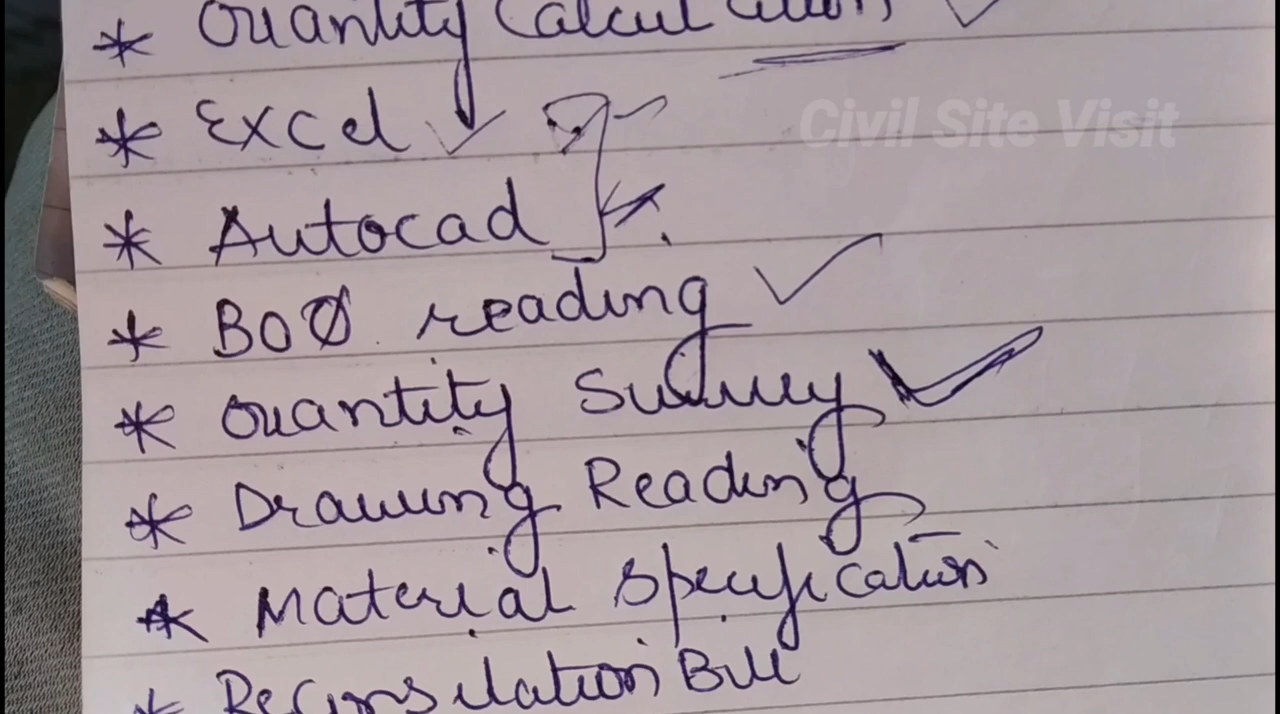 * Quantity Calculation ✓
* Excel ✓
Civil Site Visit
* Autocad
* BOQ reading ✓
* Quantity Survey ✓
* Drawing Reading
* Material Specification
* Reconsilation Bill